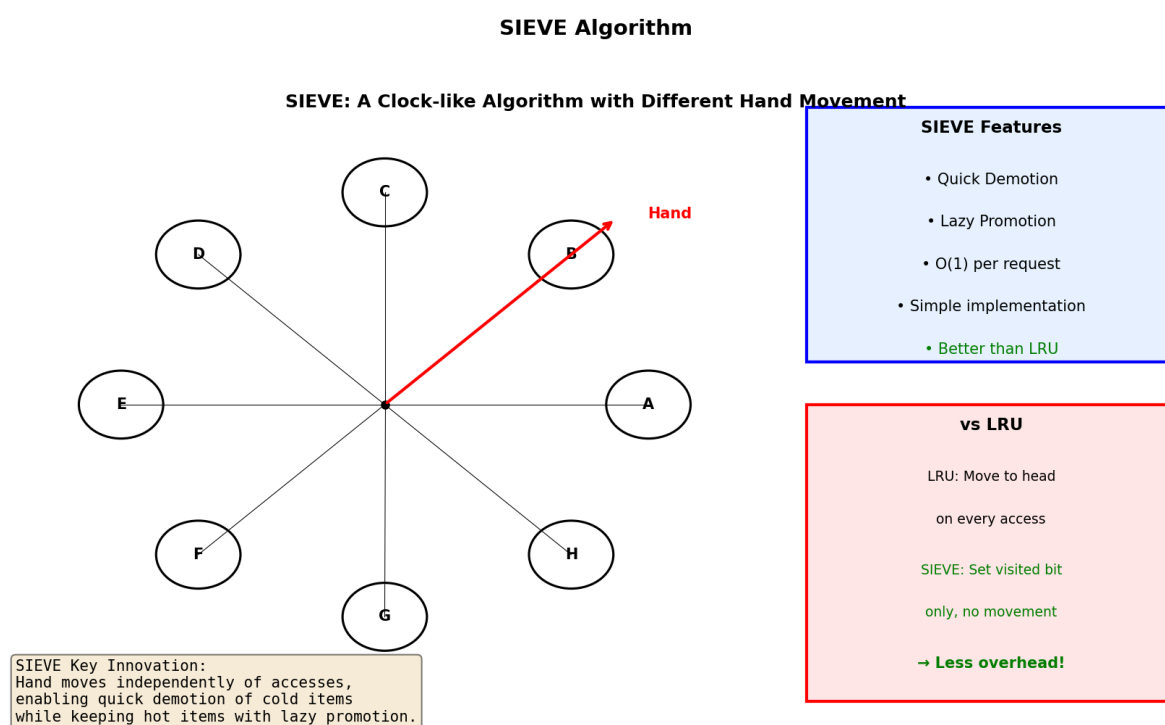 SIEVE Algorithm
SIEVE: A Clock-like Algorithm with Different Hand Movement
C
Hand
D
B
E
A
F
H
G
SIEVE Features
• Quick Demotion
• Lazy Promotion
• O(1) per request
• Simple implementation
• Better than LRU
vs LRU
LRU: Move to head
on every access
SIEVE: Set visited bit
only, no movement
→ Less overhead!
SIEVE Key Innovation:
Hand moves independently of accesses,
enabling quick demotion of cold items
while keeping hot items with lazy promotion.